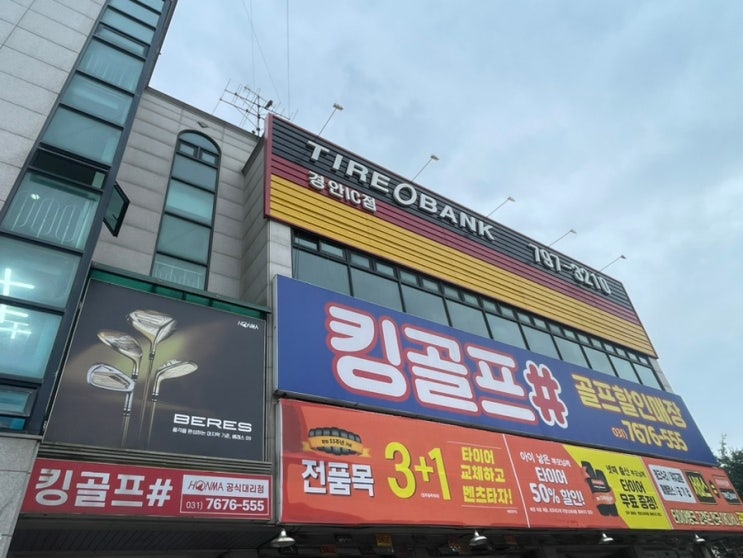 TIRE BANK
경안IC점
797-3210
킹골프#
골프할인매장
031) 7676-555
HONMA
BERES
킹골프#
HONMA 공식대리점
031) 7676-555
전품목
3+1
타이어
교체하고
벤츠타자!
타이어
50% 할인!
타이어
무료 증정!